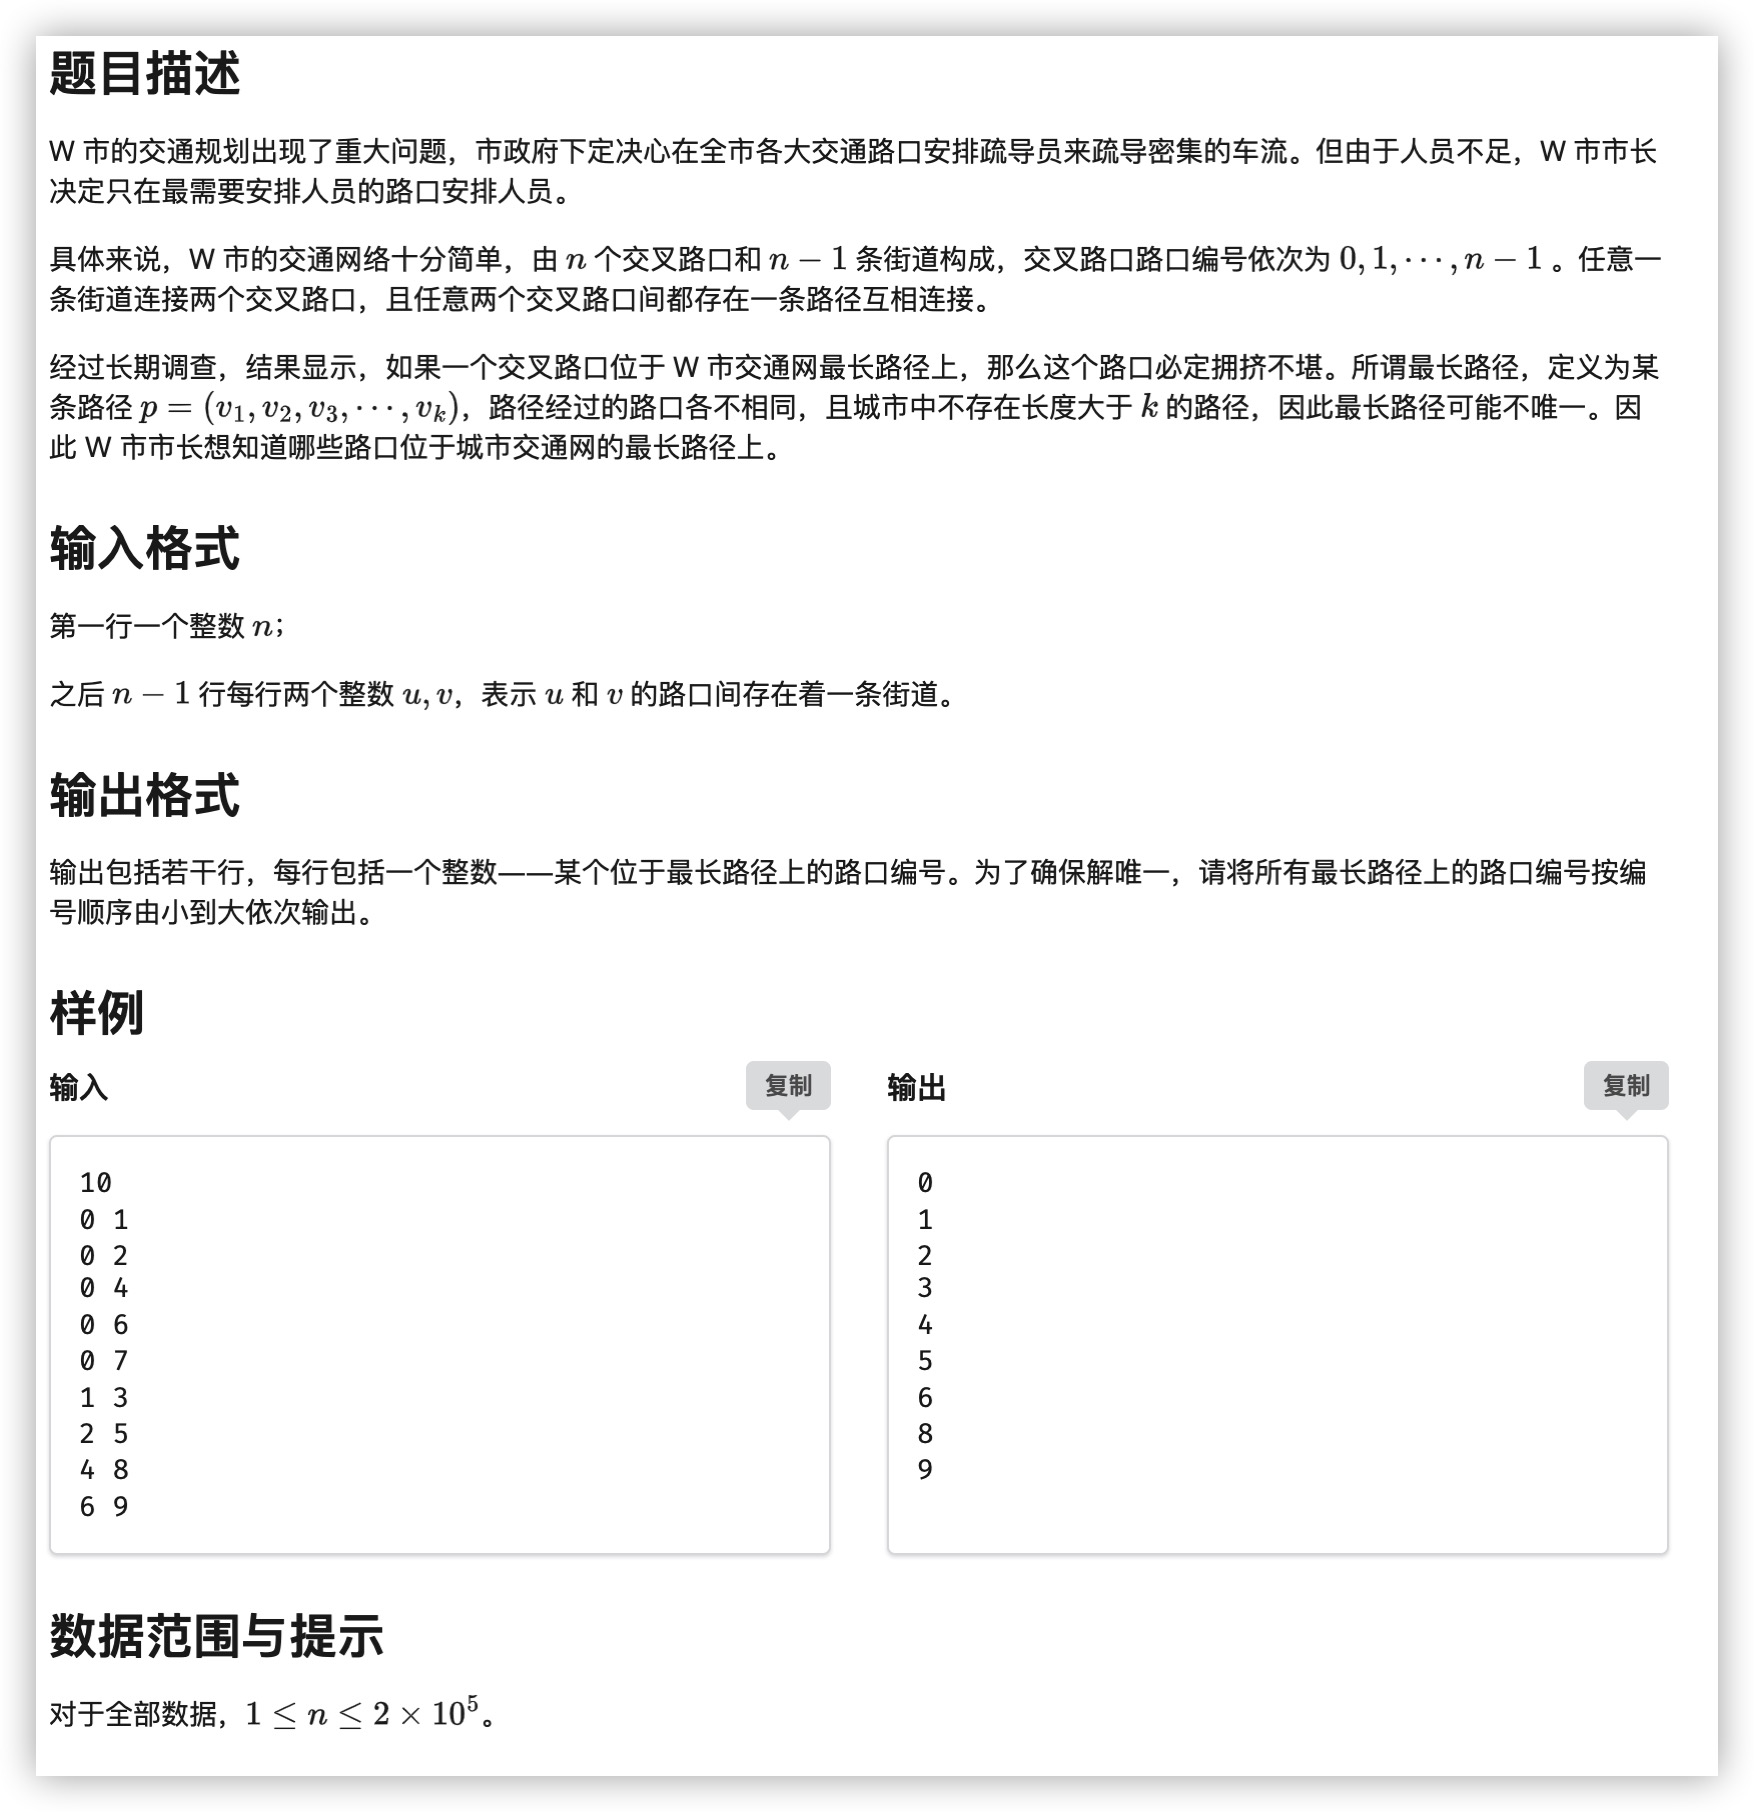 题目描述
W 市的交通规划出现了重大问题，市政府下定决心在全市各大交通路口安排疏导员来疏导密集的车流。但由于人员不足，W 市市长
决定只在最需要安排人员的路口安排人员。
具体来说，W 市的交通网络十分简单，由 n 个交叉路口和 n − 1 条街道构成，交叉路口路口编号依次为 0, 1, ⋯ , n − 1 。任意一
条街道连接两个交叉路口，且任意两个交叉路口间都存在一条路径互相连接。
经过长期调查，结果显示，如果一个交叉路口位于 W 市交通网最长路径上，那么这个路口必定拥挤不堪。所谓最长路径，定义为某
条路径 p = (v₁, v₂, v₃, ⋯ , vₖ)，路径经过的路口各不相同，且城市中不存在长度大于 k 的路径，因此最长路径可能不唯一。因
此 W 市市长想知道哪些路口位于城市交通网的最长路径上。
输入格式
第一行一个整数 n；
之后 n − 1 行每行两个整数 u, v，表示 u 和 v 的路口间存在着一条街道。
输出格式
输出包括若干行，每行包括一个整数——某个位于最长路径上的路口编号。为了确保解唯一，请将所有最长路径上的路口编号按编
号顺序由小到大依次输出。
样例
输入
复制
10
0 1
0 2
0 4
0 6
0 7
1 3
2 5
4 8
6 9
输出
复制
0
1
2
3
4
5
6
8
9
数据范围与提示
对于全部数据，1 ≤ n ≤ 2 × 10⁵。